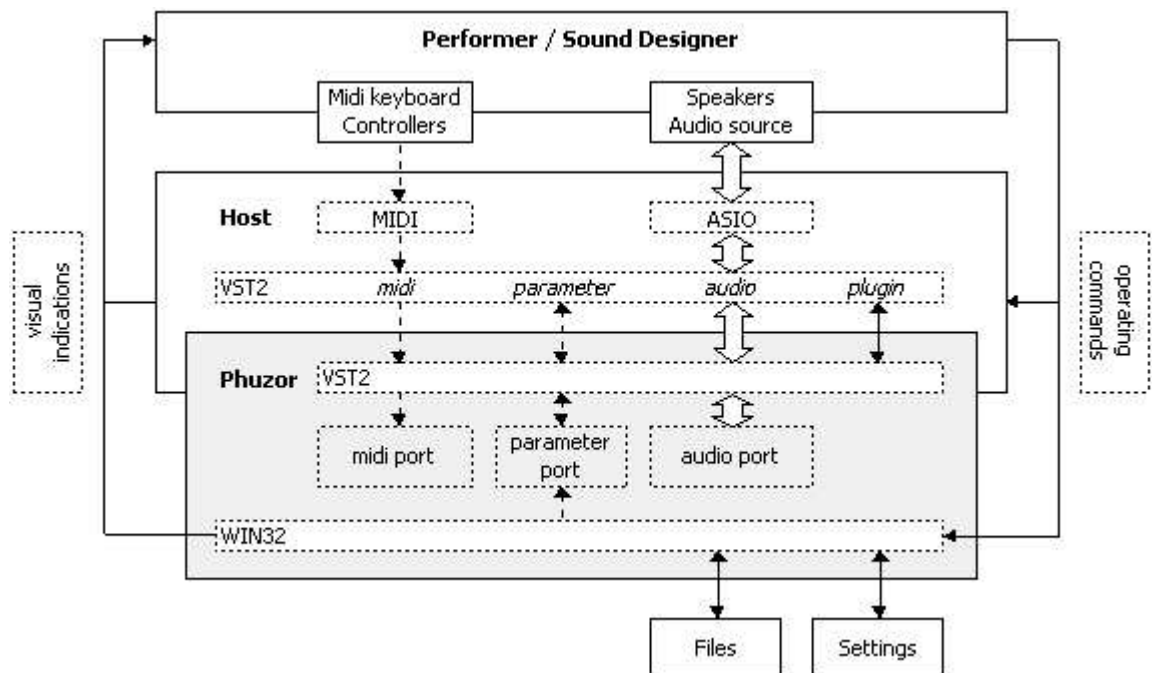 Performer / Sound Designer
Midi keyboard
Controllers
Speakers
Audio source
Host
MIDI
ASIO
visual
indications
operating
commands
VST2 midi parameter audio plugin
Phuzor
VST2
midi port
parameter
port
audio port
WIN32
Files
Settings